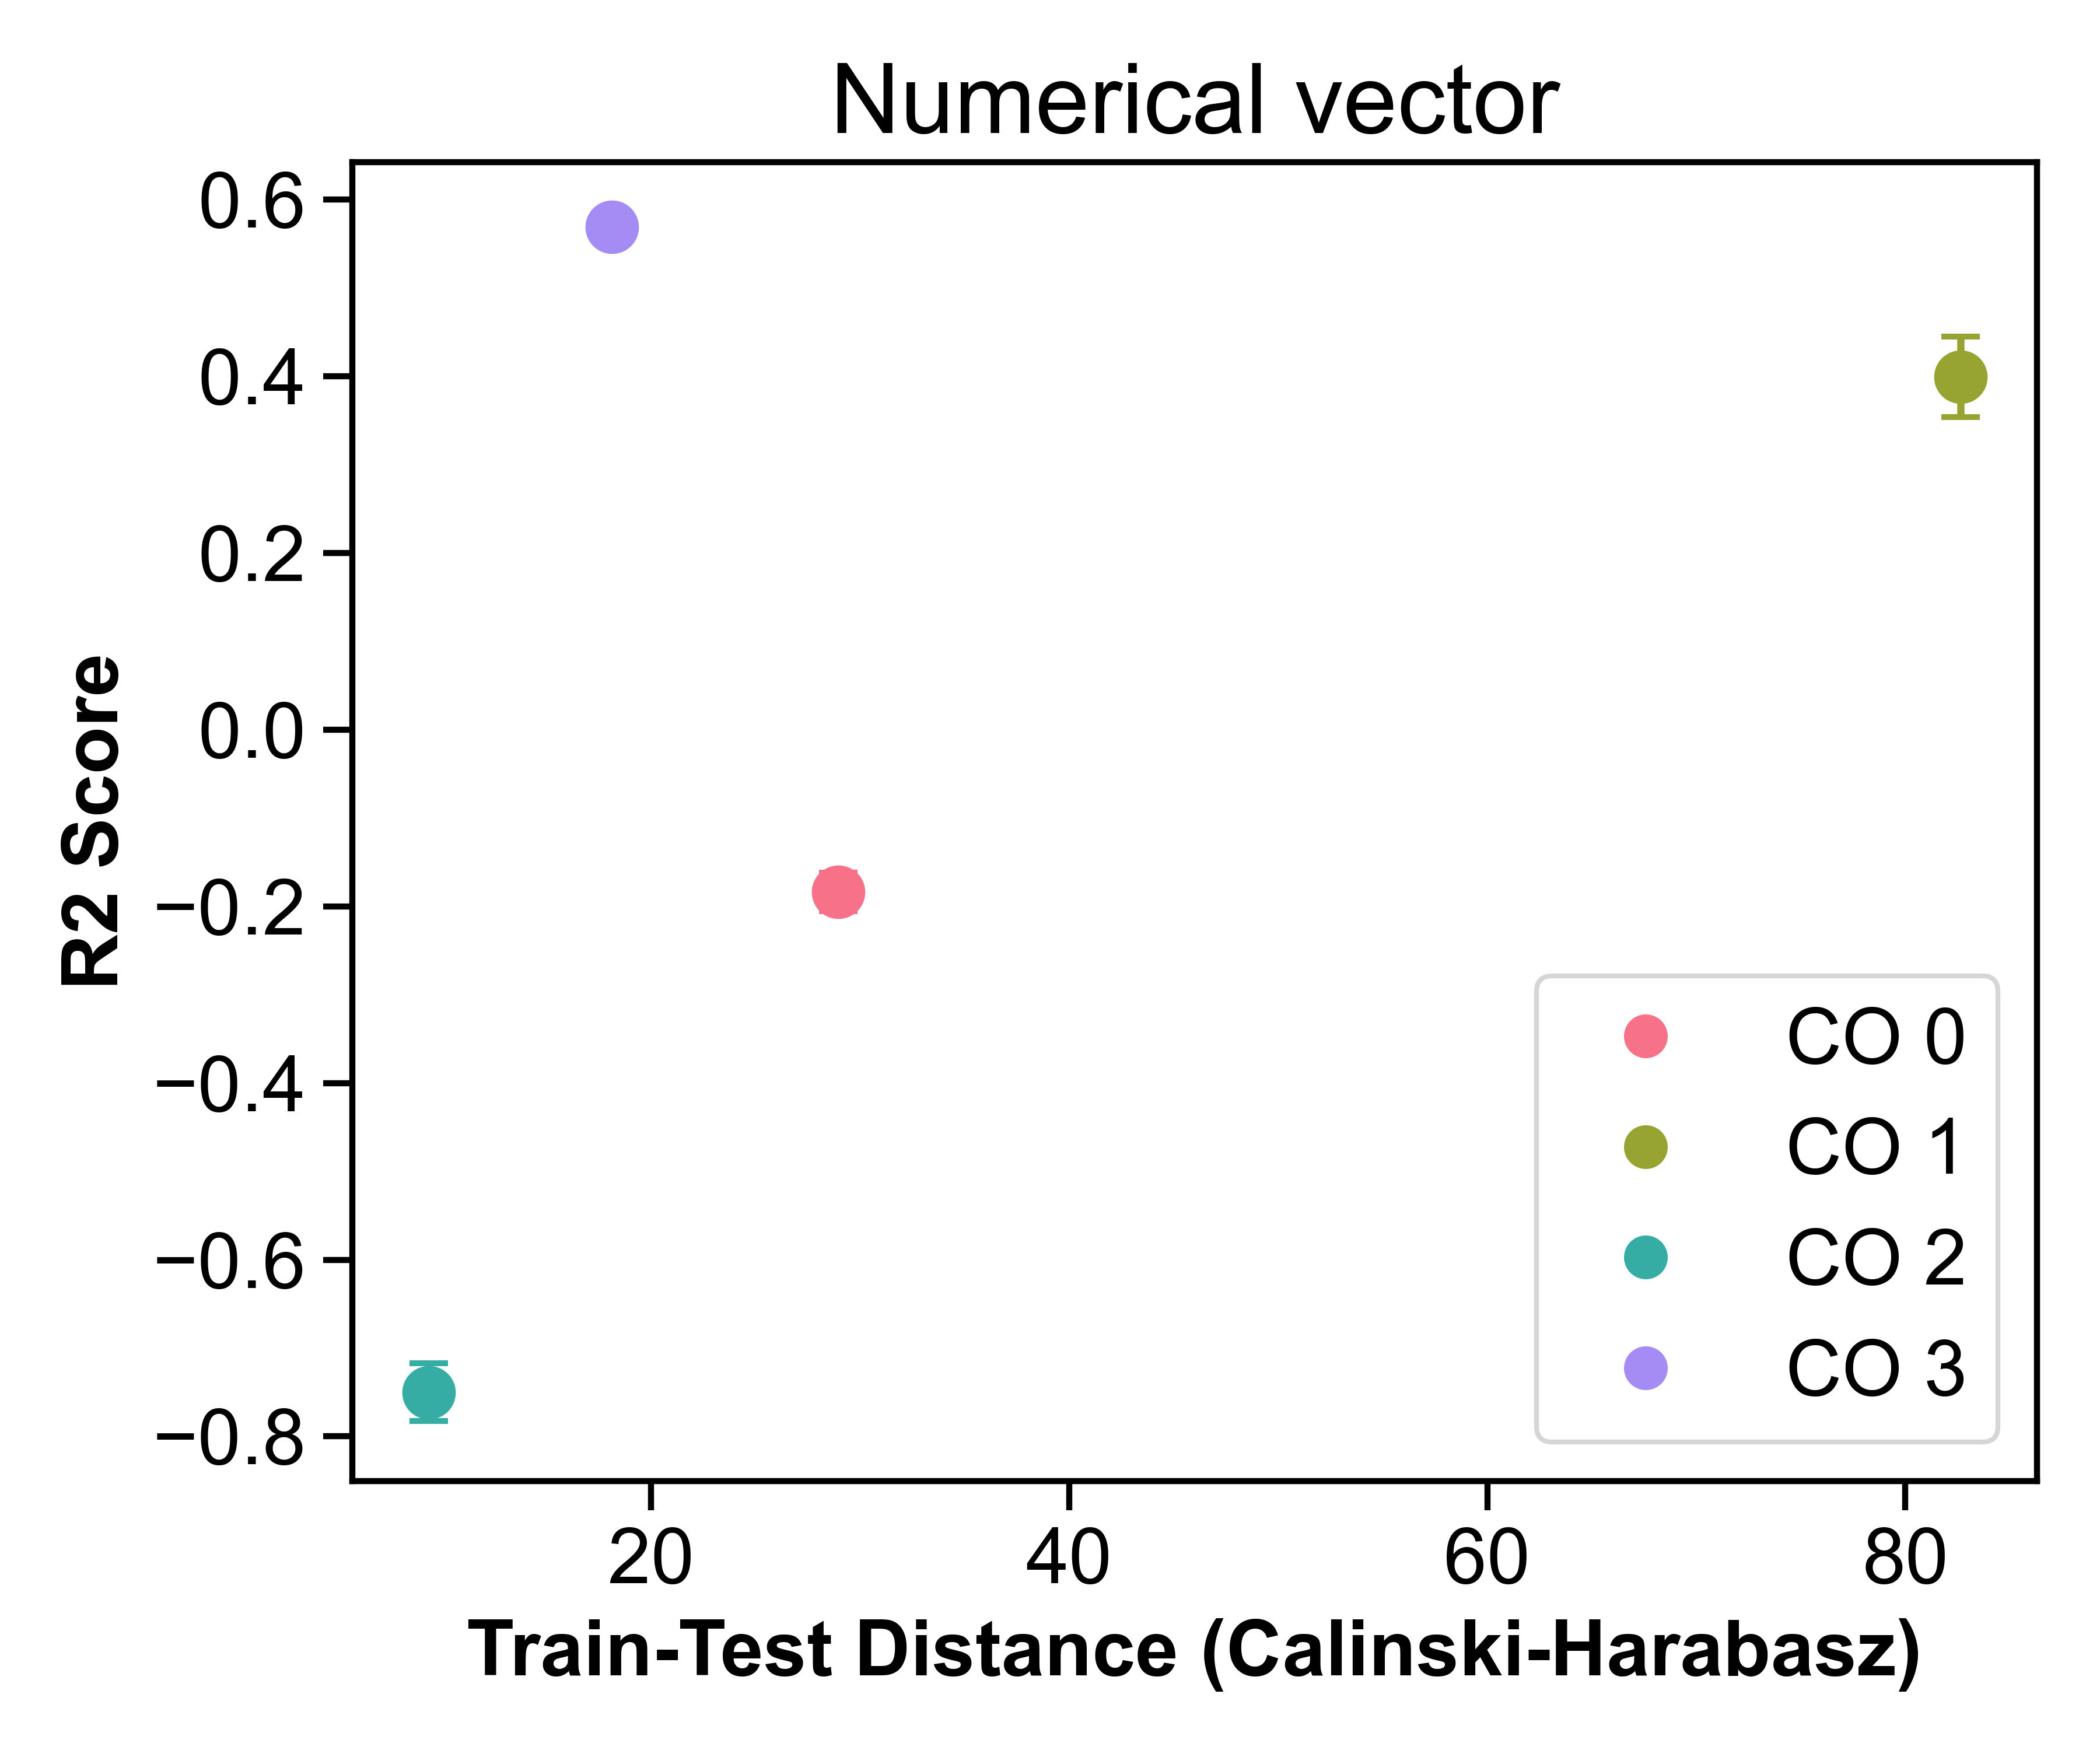 Numerical vector
0.6
0.4
0.2
0.0
−0.2
−0.4
−0.6
−0.8
R2 Score
CO 0
CO 1
CO 2
CO 3
20 40 60 80
Train-Test Distance (Calinski-Harabasz)